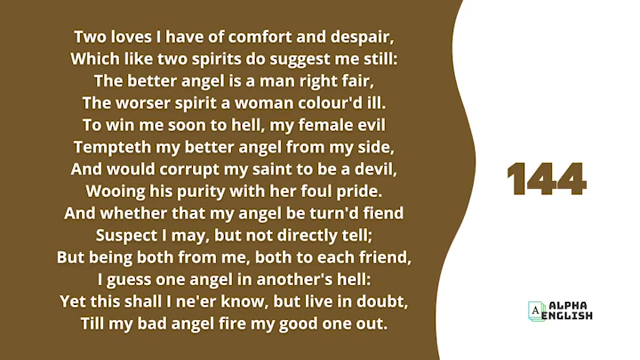 Two loves I have of comfort and despair,
Which like two spirits do suggest me still:
The better angel is a man right fair,
The worser spirit a woman colour'd ill.
To win me soon to hell, my female evil
Tempteth my better angel from my side,
And would corrupt my saint to be a devil,
Wooing his purity with her foul pride.
And whether that my angel be turn'd fiend
Suspect I may, but not directly tell;
But being both from me, both to each friend,
I guess one angel in another's hell:
Yet this shall I ne'er know, but live in doubt,
Till my bad angel fire my good one out.
144
A
ALPHA
ENGLISH